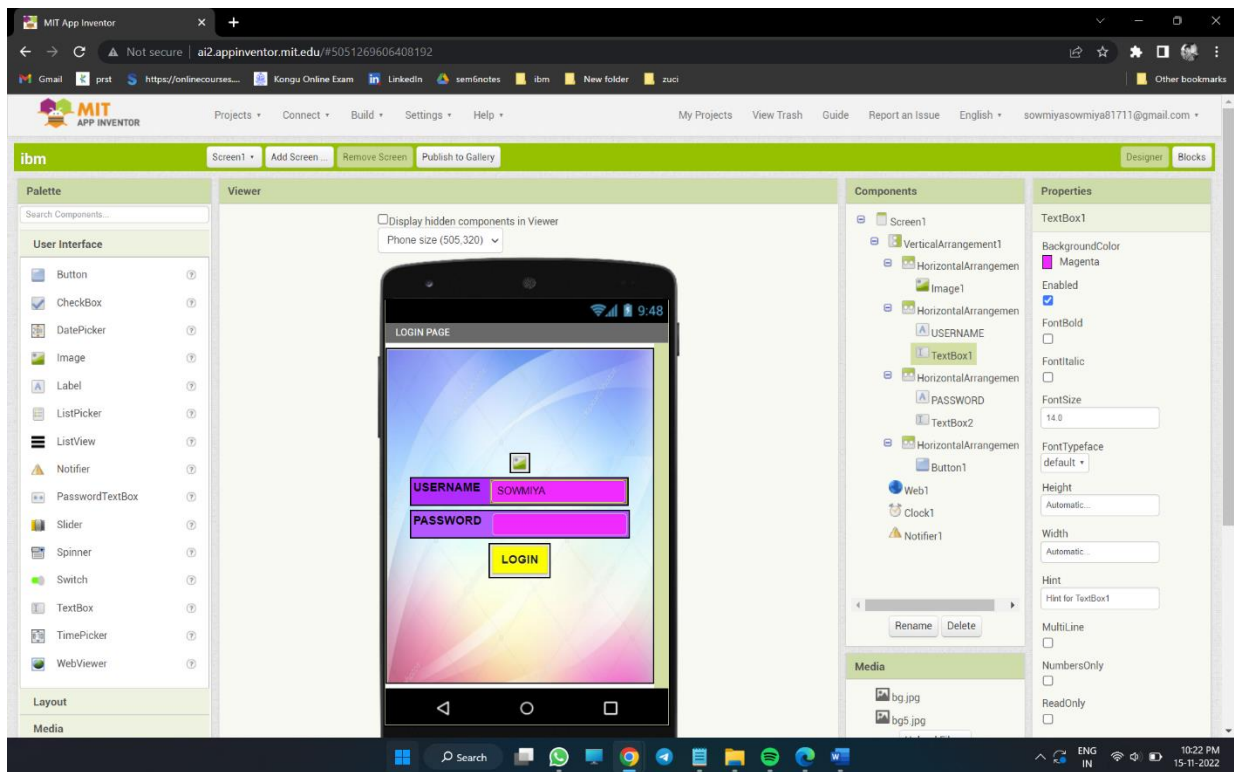 MIT App Inventor
Not secure | ai2.appinventor.mit.edu/#5051269606408192
Gmail prst https://onlinecourses.... Kongu Online Exam LinkedIn sem6notes ibm New folder zuci Other bookmarks
MIT
APP INVENTOR
Projects Connect Build Settings Help My Projects View Trash Guide Report an Issue English sowmiyasowmiya81711@gmail.com
ibm Screen1 Add Screen ... Remove Screen Publish to Gallery Designer Blocks
Palette
Search Components...
User Interface
Button
CheckBox
DatePicker
Image
Label
ListPicker
ListView
Notifier
PasswordTextBox
Slider
Spinner
Switch
TextBox
TimePicker
WebViewer
Layout
Media
Viewer
Display hidden components in Viewer
Phone size (505,320)
9:48
LOGIN PAGE
USERNAME SOWMIYA
PASSWORD
LOGIN
Components
Screen1
VerticalArrangement1
HorizontalArrangemen
Image1
HorizontalArrangemen
USERNAME
TextBox1
HorizontalArrangemen
PASSWORD
TextBox2
HorizontalArrangemen
Button1
Web1
Clock1
Notifier1
Rename Delete
Media
bg.jpg
bg5.jpg
Properties
TextBox1
BackgroundColor
Magenta
Enabled
FontBold
FontItalic
FontSize
14.0
FontTypeface
default
Height
Automatic...
Width
Automatic...
Hint
Hint for TextBox1
MultiLine
NumbersOnly
ReadOnly
Search
ENG
IN
10:22 PM
15-11-2022